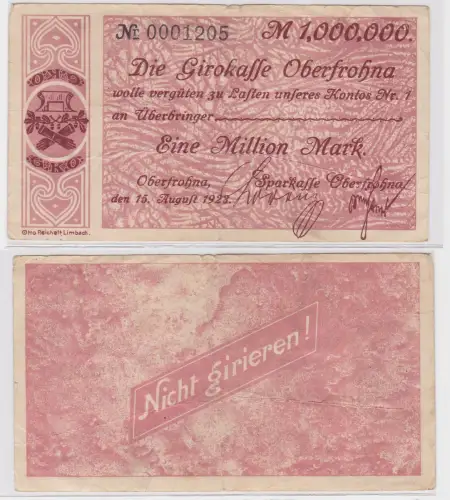 № 0001205 M 1.000.000.
Die Girokasse Oberfrohna
wolle vergüten zu Lasten unseres Kontos Nr. 1
an Überbringer
Eine Million Mark.
Oberfrohna, Sparkasse Oberfrohna
den 15. August 1923.
Otto Reichelt Limbach.
Nicht girieren!